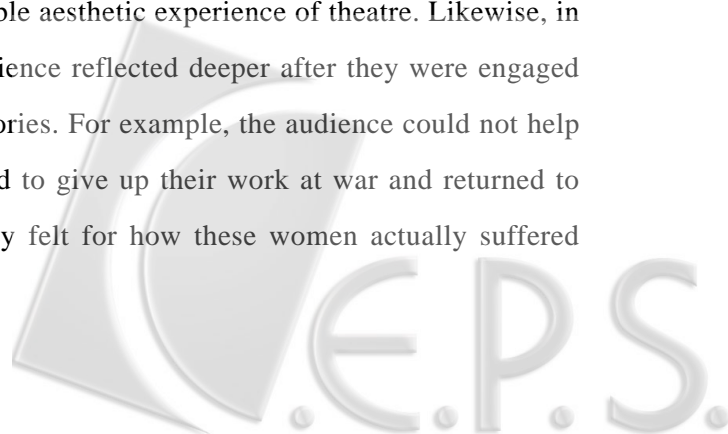 ble aesthetic experience of theatre. Likewise, in
ience reflected deeper after they were engaged
ories. For example, the audience could not help
d to give up their work at war and returned to
y felt for how these women actually suffered
C.E.P.S.